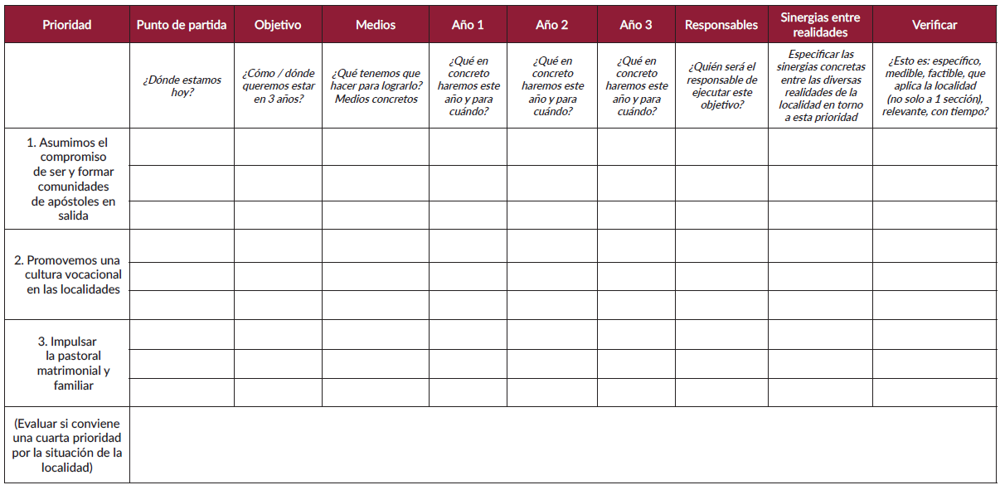 Prioridad
Punto de partida
Objetivo
Medios
Año 1
Año 2
Año 3
Responsables
Sinergias entre
realidades
Verificar
¿Dónde estamos
hoy?
¿Cómo / dónde
queremos estar
en 3 años?
¿Qué tenemos que
hacer para lograrlo?
Medios concretos
¿Qué en
concreto
haremos este
año y para
cuándo?
¿Qué en
concreto
haremos este
año y para
cuándo?
¿Qué en
concreto
haremos este
año y para
cuándo?
¿Quién será el
responsable de
ejecutar este
objetivo?
Especificar las
sinergias concretas
entre las diversas
realidades de la
localidad en torno
a esta prioridad
¿Esto es: específico,
medible, factible, que
aplica la localidad
(no solo a 1 sección),
relevante, con tiempo?
1. Asumimos el
compromiso
de ser y formar
comunidades
de apóstoles en
salida
2. Promovemos una
cultura vocacional
en las localidades
3. Impulsar
la pastoral
matrimonial y
familiar
(Evaluar si conviene
una cuarta prioridad
por la situación de la
localidad)